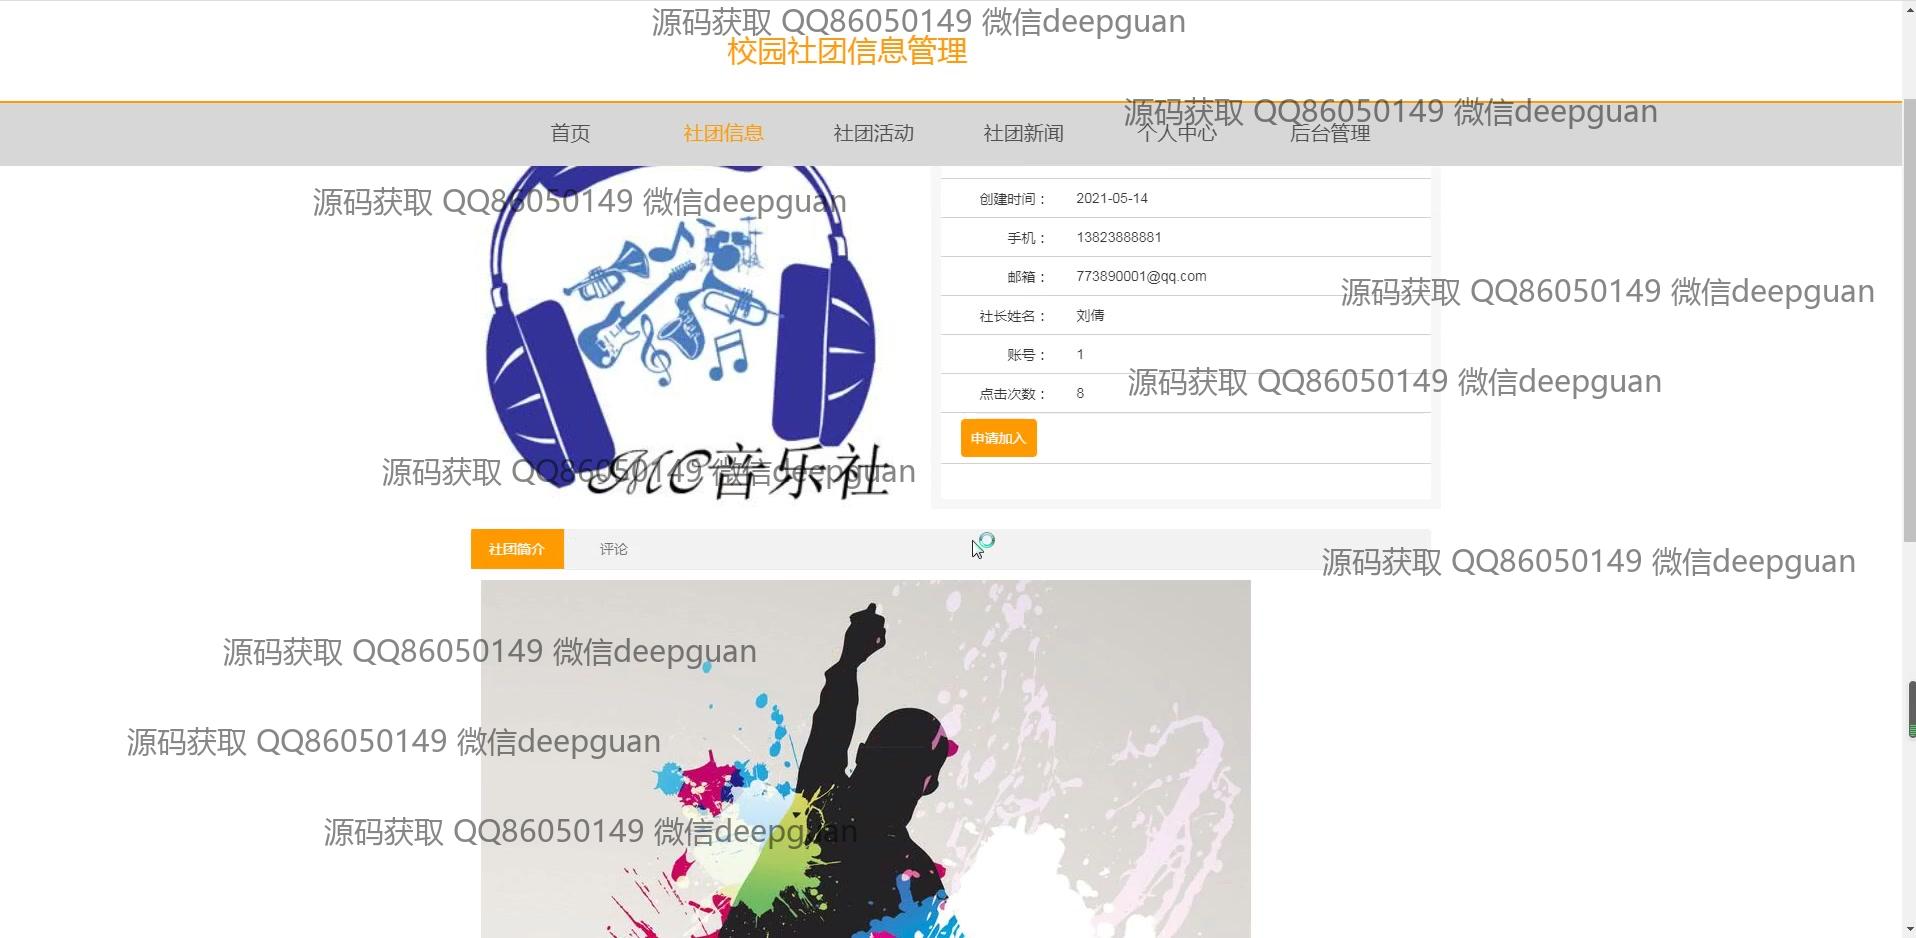 源码获取 QQ86050149 微信deepguan
校园社团信息管理
源码获取 QQ86050149 微信deepguan
首页 社团信息 社团活动 社团新闻 个人中心 后台管理
源码获取 QQ86050149 微信deepguan
创建时间： 2021-05-14
手机： 13823888881
邮箱： 773890001@qq.com
源码获取 QQ86050149 微信deepguan
社长姓名： 刘倩
账号： 1
源码获取 QQ86050149 微信deepguan
点击次数： 8
申请加入
源码获取 QQ86050149 微信deepguan
MC音乐社
社团简介 评论
源码获取 QQ86050149 微信deepguan
源码获取 QQ86050149 微信deepguan
源码获取 QQ86050149 微信deepguan
源码获取 QQ86050149 微信deepguan